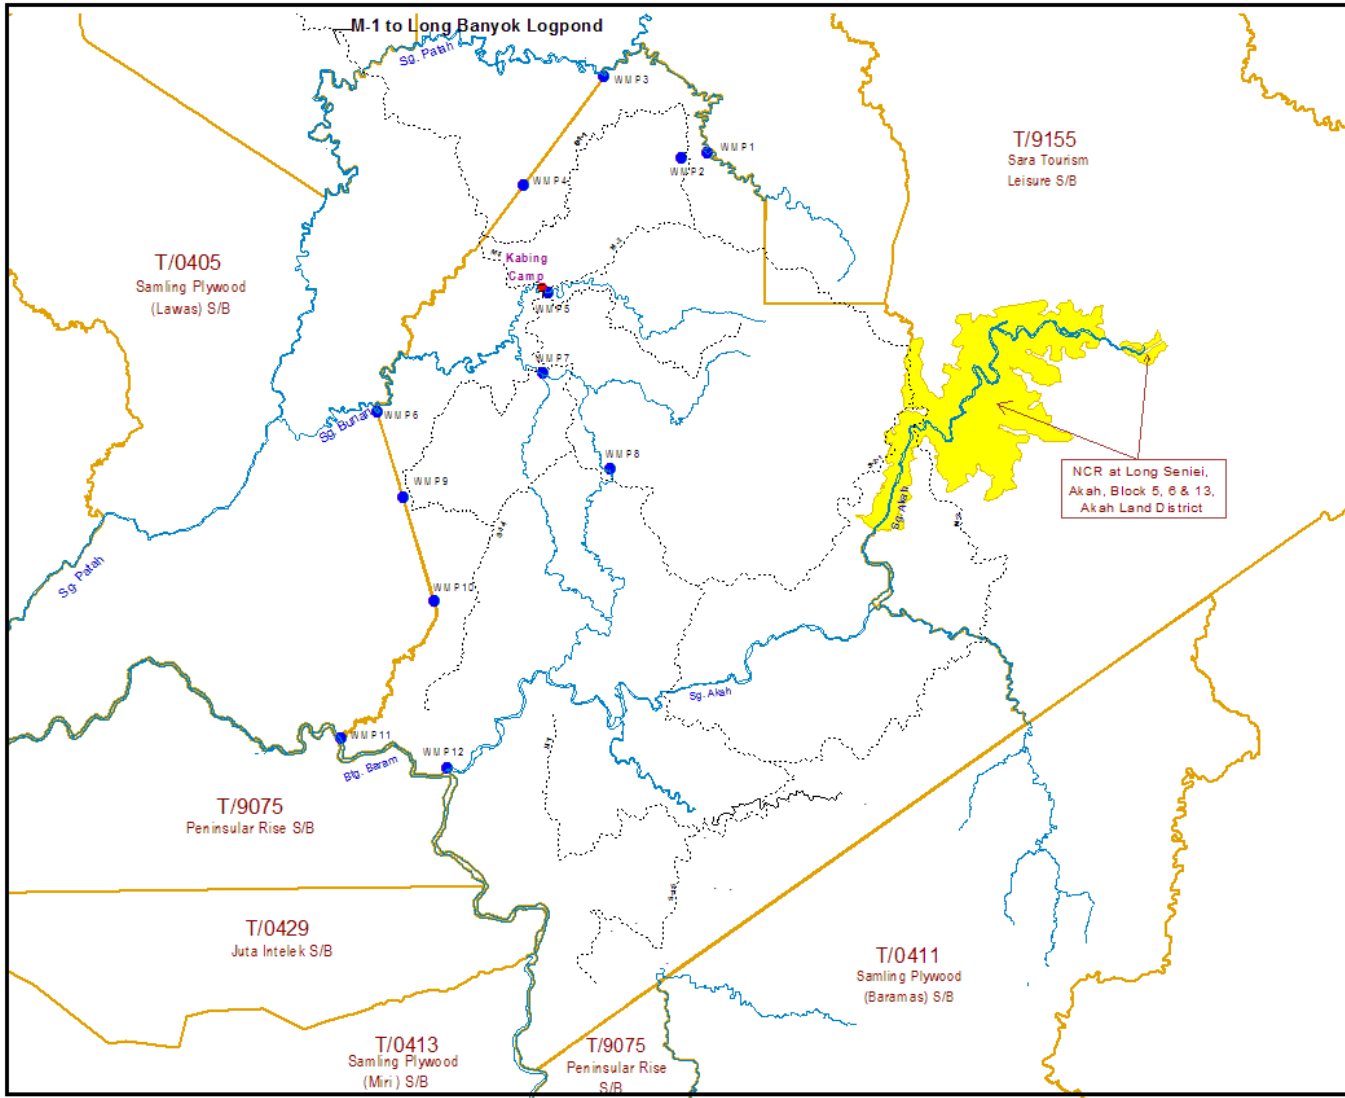 M-1 to Long Banyok Logpond
Sg. Patah
WMP3
WMP1
WMP2
WMP4
T/9155
Sara Tourism
Leisure S/B
T/0405
Samling Plywood
(Lawas) S/B
Kabing
Camp
WMP5
WMP7
WMP6
WMP8
WMP9
NCR at Long Seniei,
Akah, Block 5, 6 & 13,
Akah Land District
Sg. Akah
Sg. Patah
WMP10
Sg. Akah
WMP11
Btg. Baram
WMP12
T/9075
Peninsular Rise S/B
T/0429
Juta Intelek S/B
T/0411
Samling Plywood
(Baramas) S/B
T/0413
Samling Plywood
(Miri) S/B
T/9075
Peninsular Rise
S/B